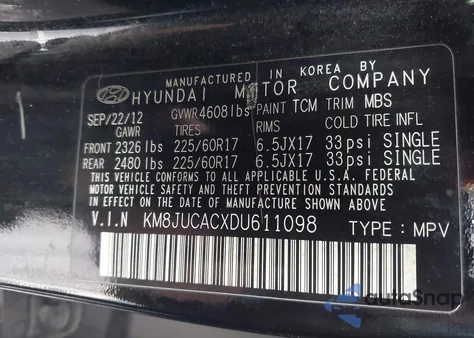 MANUFACTURED IN KOREA BY
HYUNDAI MOTOR COMPANY
SEP/22/12 GVWR 4608 lbs PAINT TCM TRIM MBS
GAWR TIRES RIMS COLD TIRE INFL
FRONT 2326 lbs 225/60R17 6.5JX17 33psi SINGLE
REAR 2480 lbs 225/60R17 6.5JX17 33psi SINGLE
THIS VEHICLE CONFORMS TO ALL APPLICABLE U.S.A. FEDERAL
MOTOR VEHICLE SAFETY AND THEFT PREVENTION STANDARDS
IN EFFECT ON THE DATE OF MANUFACTURE SHOWN ABOVE.
V.I.N KM8JUCACXDU611098 TYPE : MPV
autoSnap